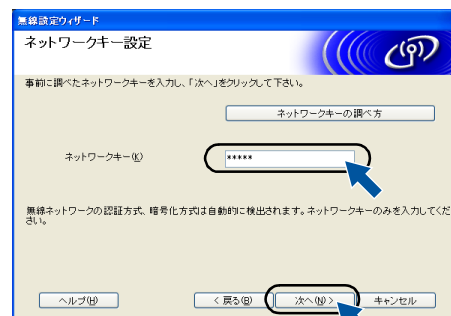 無線設定ウィザード
ネットワークキー設定
事前に調べたネットワークキーを入力し、「次へ」をクリックして下さい。
ネットワークキーの調べ方
ネットワークキー(K) *****
無線ネットワークの認証方式、暗号化方式は自動的に検出されます。ネットワークキーのみを入力してくだ
さい。
ヘルプ(H) < 戻る(B) 次へ(N) > キャンセル